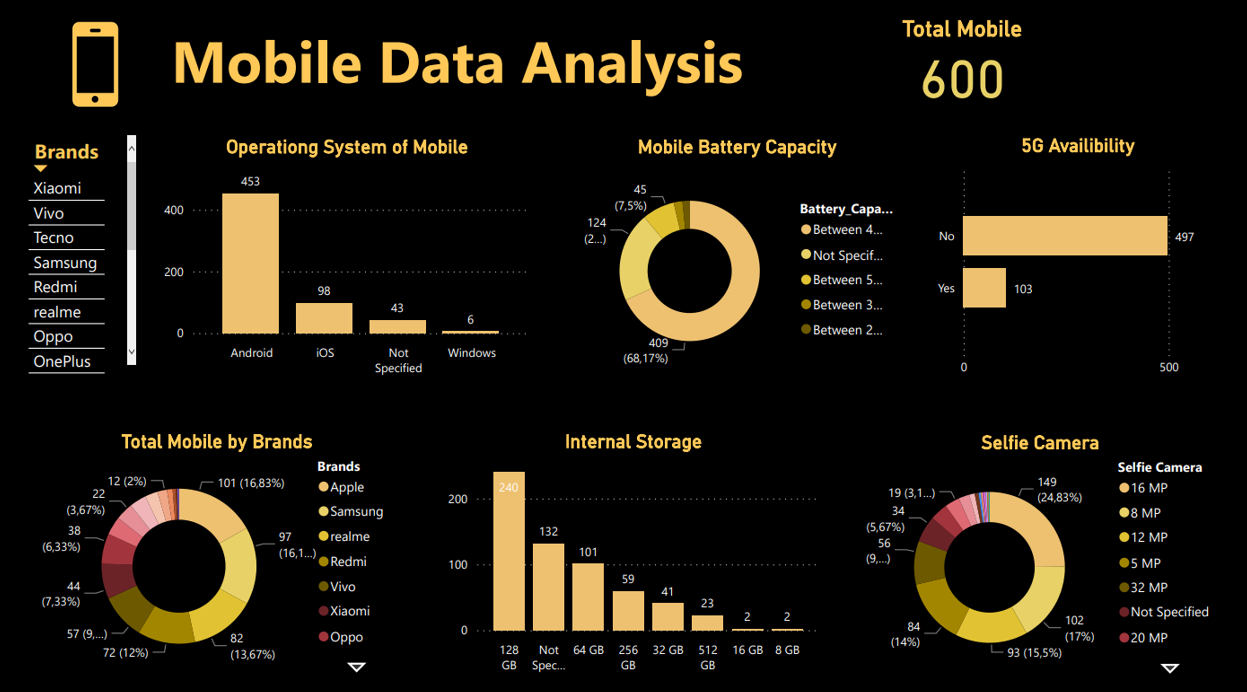 Mobile Data Analysis
Total Mobile
600
Brands
Xiaomi
Vivo
Tecno
Samsung
Redmi
realme
Oppo
OnePlus
Operationg System of Mobile
400
200
0
453
98
43
6
Android
iOS
Not
Specified
Windows
Mobile Battery Capacity
45
(7,5%)
124
(2...)
409
(68,17%)
Battery_Capa...
Between 4...
Not Specif...
Between 5...
Between 3...
Between 2...
5G Availibility
No
497
Yes
103
0
500
Total Mobile by Brands
12 (2%)
22
(3,67%)
38
(6,33%)
44
(7,33%)
57 (9,...)
72 (12%)
82
(13,67%)
97
(16,1...)
101 (16,83%)
Brands
Apple
Samsung
realme
Redmi
Vivo
Xiaomi
Oppo
Internal Storage
200
100
0
240
132
101
59
41
23
2
2
128
GB
Not
Spec...
64 GB
256
GB
32 GB
512
GB
16 GB
8 GB
Selfie Camera
19 (3,1...)
34
(5,67%)
56
(9,...)
84
(14%)
93 (15,5%)
102
(17%)
149
(24,83%)
Selfie Camera
16 MP
8 MP
12 MP
5 MP
32 MP
Not Specified
20 MP